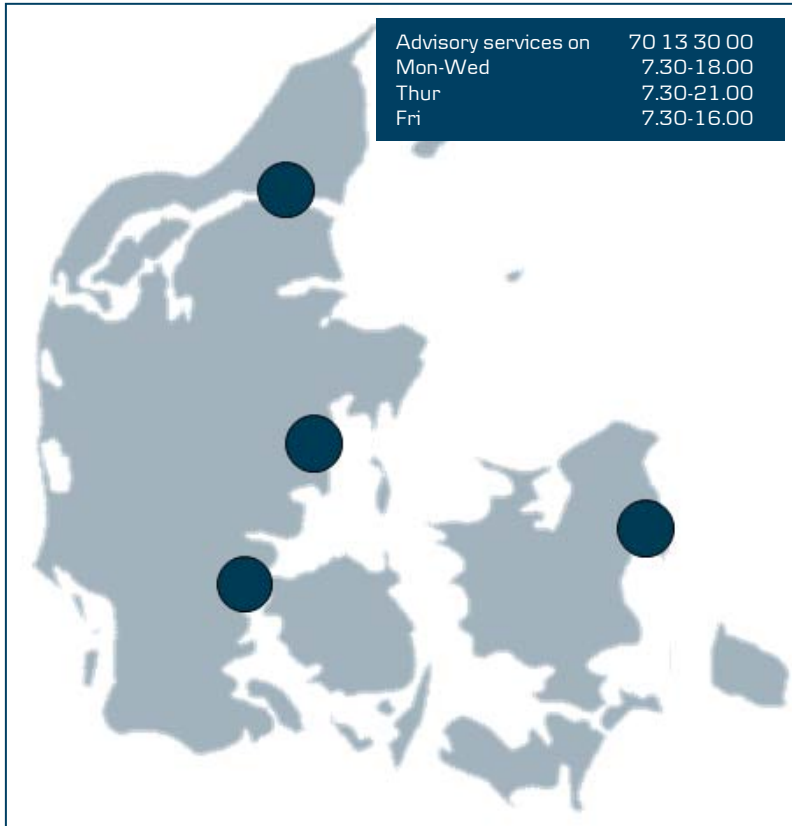 Advisory services on 70 13 30 00
Mon-Wed 7.30-18.00
Thur 7.30-21.00
Fri 7.30-16.00